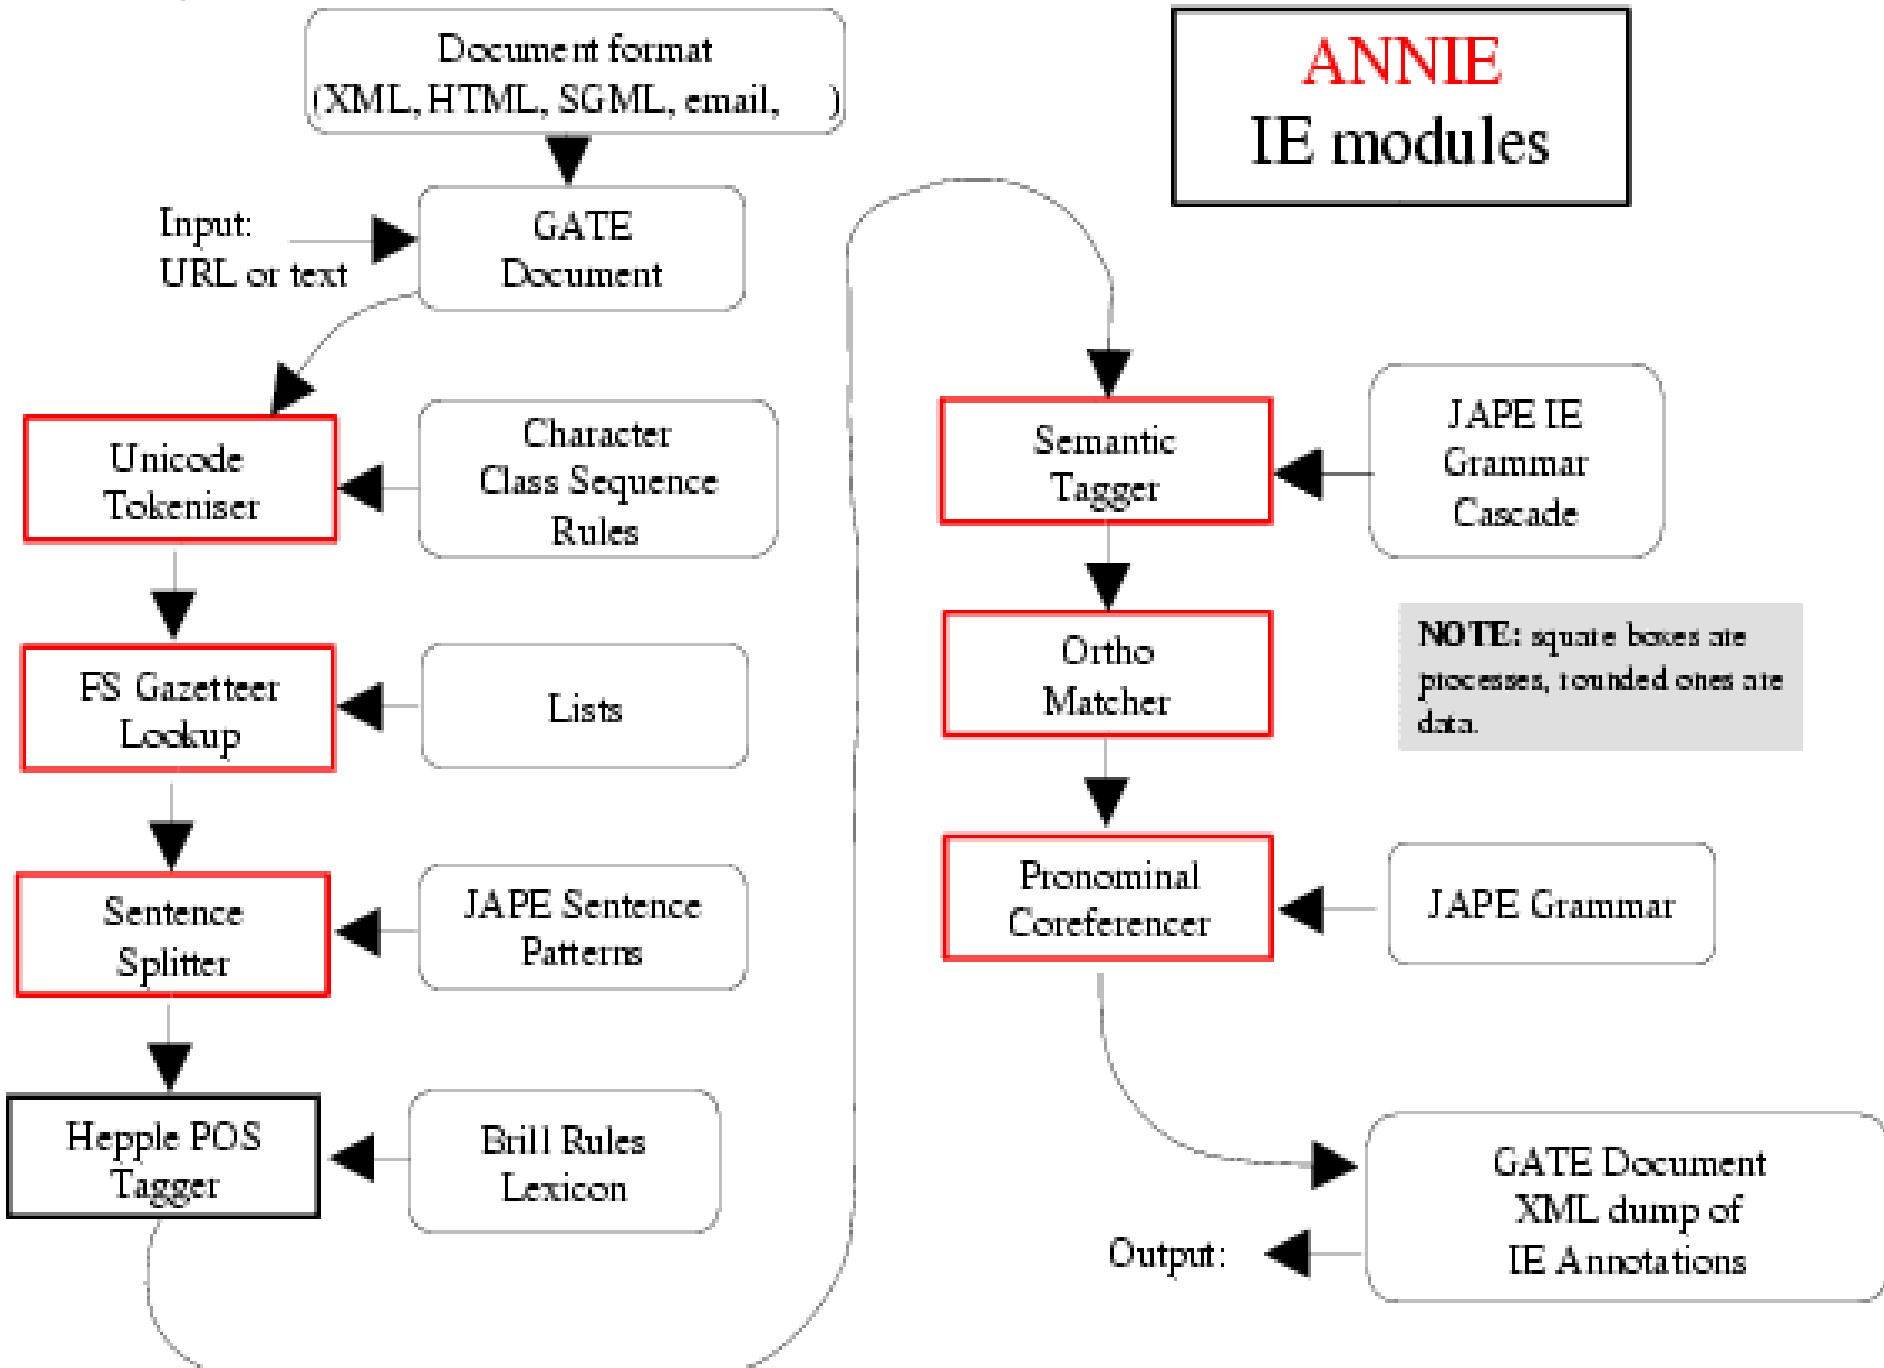 Document format
(XML, HTML, SGML, email, )
ANNIE
IE modules
Input:
URL or text
GATE
Document
Unicode
Tokeniser
Character
Class Sequence
Rules
FS Gazetteer
Lookup
Lists
Sentence
Splitter
JAPE Sentence
Patterns
Hepple POS
Tagger
Brill Rules
Lexicon
Semantic
Tagger
JAPE IE
Grammar
Cascade
Ortho
Matcher
NOTE: square boxes are
processes, rounded ones are
data.
Pronominal
Coreferencer
JAPE Grammar
GATE Document
XML dump of
IE Annotations
Output: